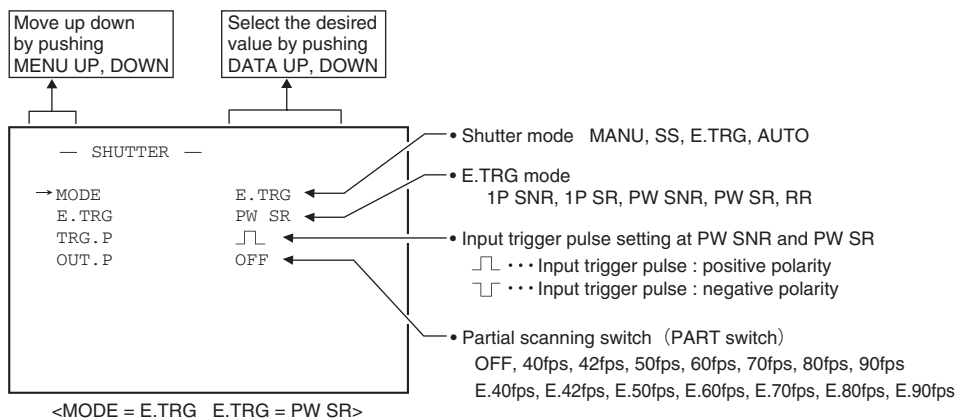 Move up down
by pushing
MENU UP, DOWN
Select the desired
value by pushing
DATA UP, DOWN
— SHUTTER —
→MODE E.TRG
E.TRG PW SR
TRG.P
OUT.P OFF
• Shutter mode MANU, SS, E.TRG, AUTO
• E.TRG mode
1P SNR, 1P SR, PW SNR, PW SR, RR
• Input trigger pulse setting at PW SNR and PW SR
··· Input trigger pulse : positive polarity
··· Input trigger pulse : negative polarity
• Partial scanning switch（PART switch）
OFF, 40fps, 42fps, 50fps, 60fps, 70fps, 80fps, 90fps
E.40fps, E.42fps, E.50fps, E.60fps, E.70fps, E.80fps, E.90fps
<MODE = E.TRG E.TRG = PW SR>